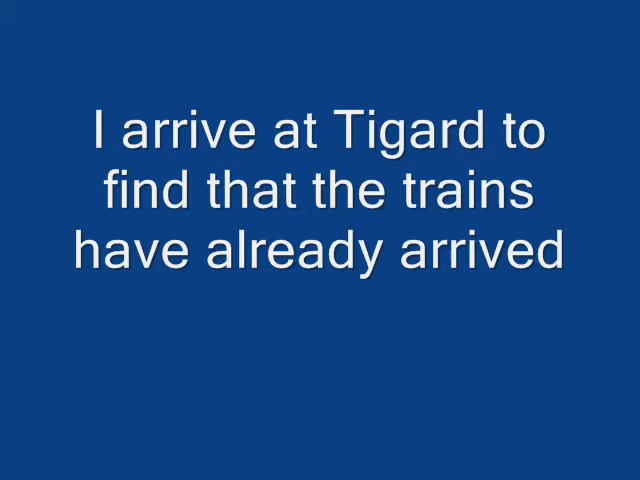 I arrive at Tigard to
find that the trains
have already arrived